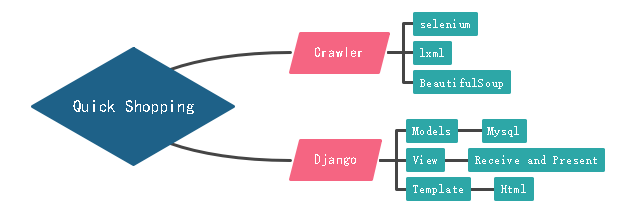 Quick Shopping
Crawler
selenium
lxml
BeautifulSoup
Django
Models
Mysql
View
Receive and Present
Template
Html